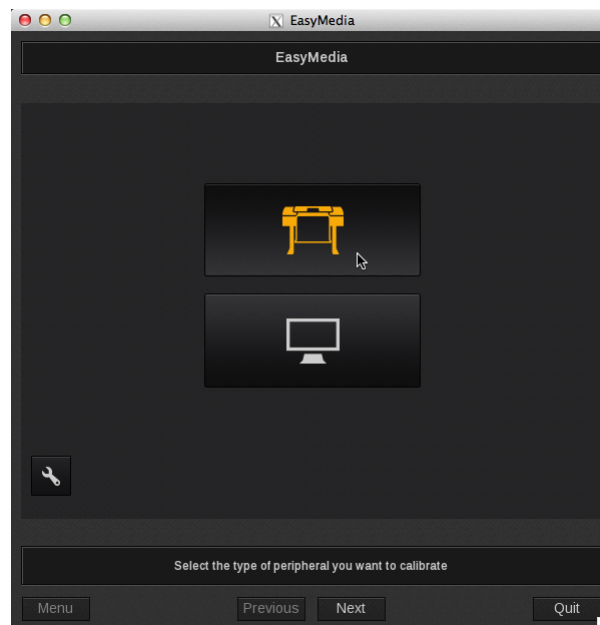 EasyMedia
EasyMedia
Select the type of peripheral you want to calibrate
Menu Previous Next Quit